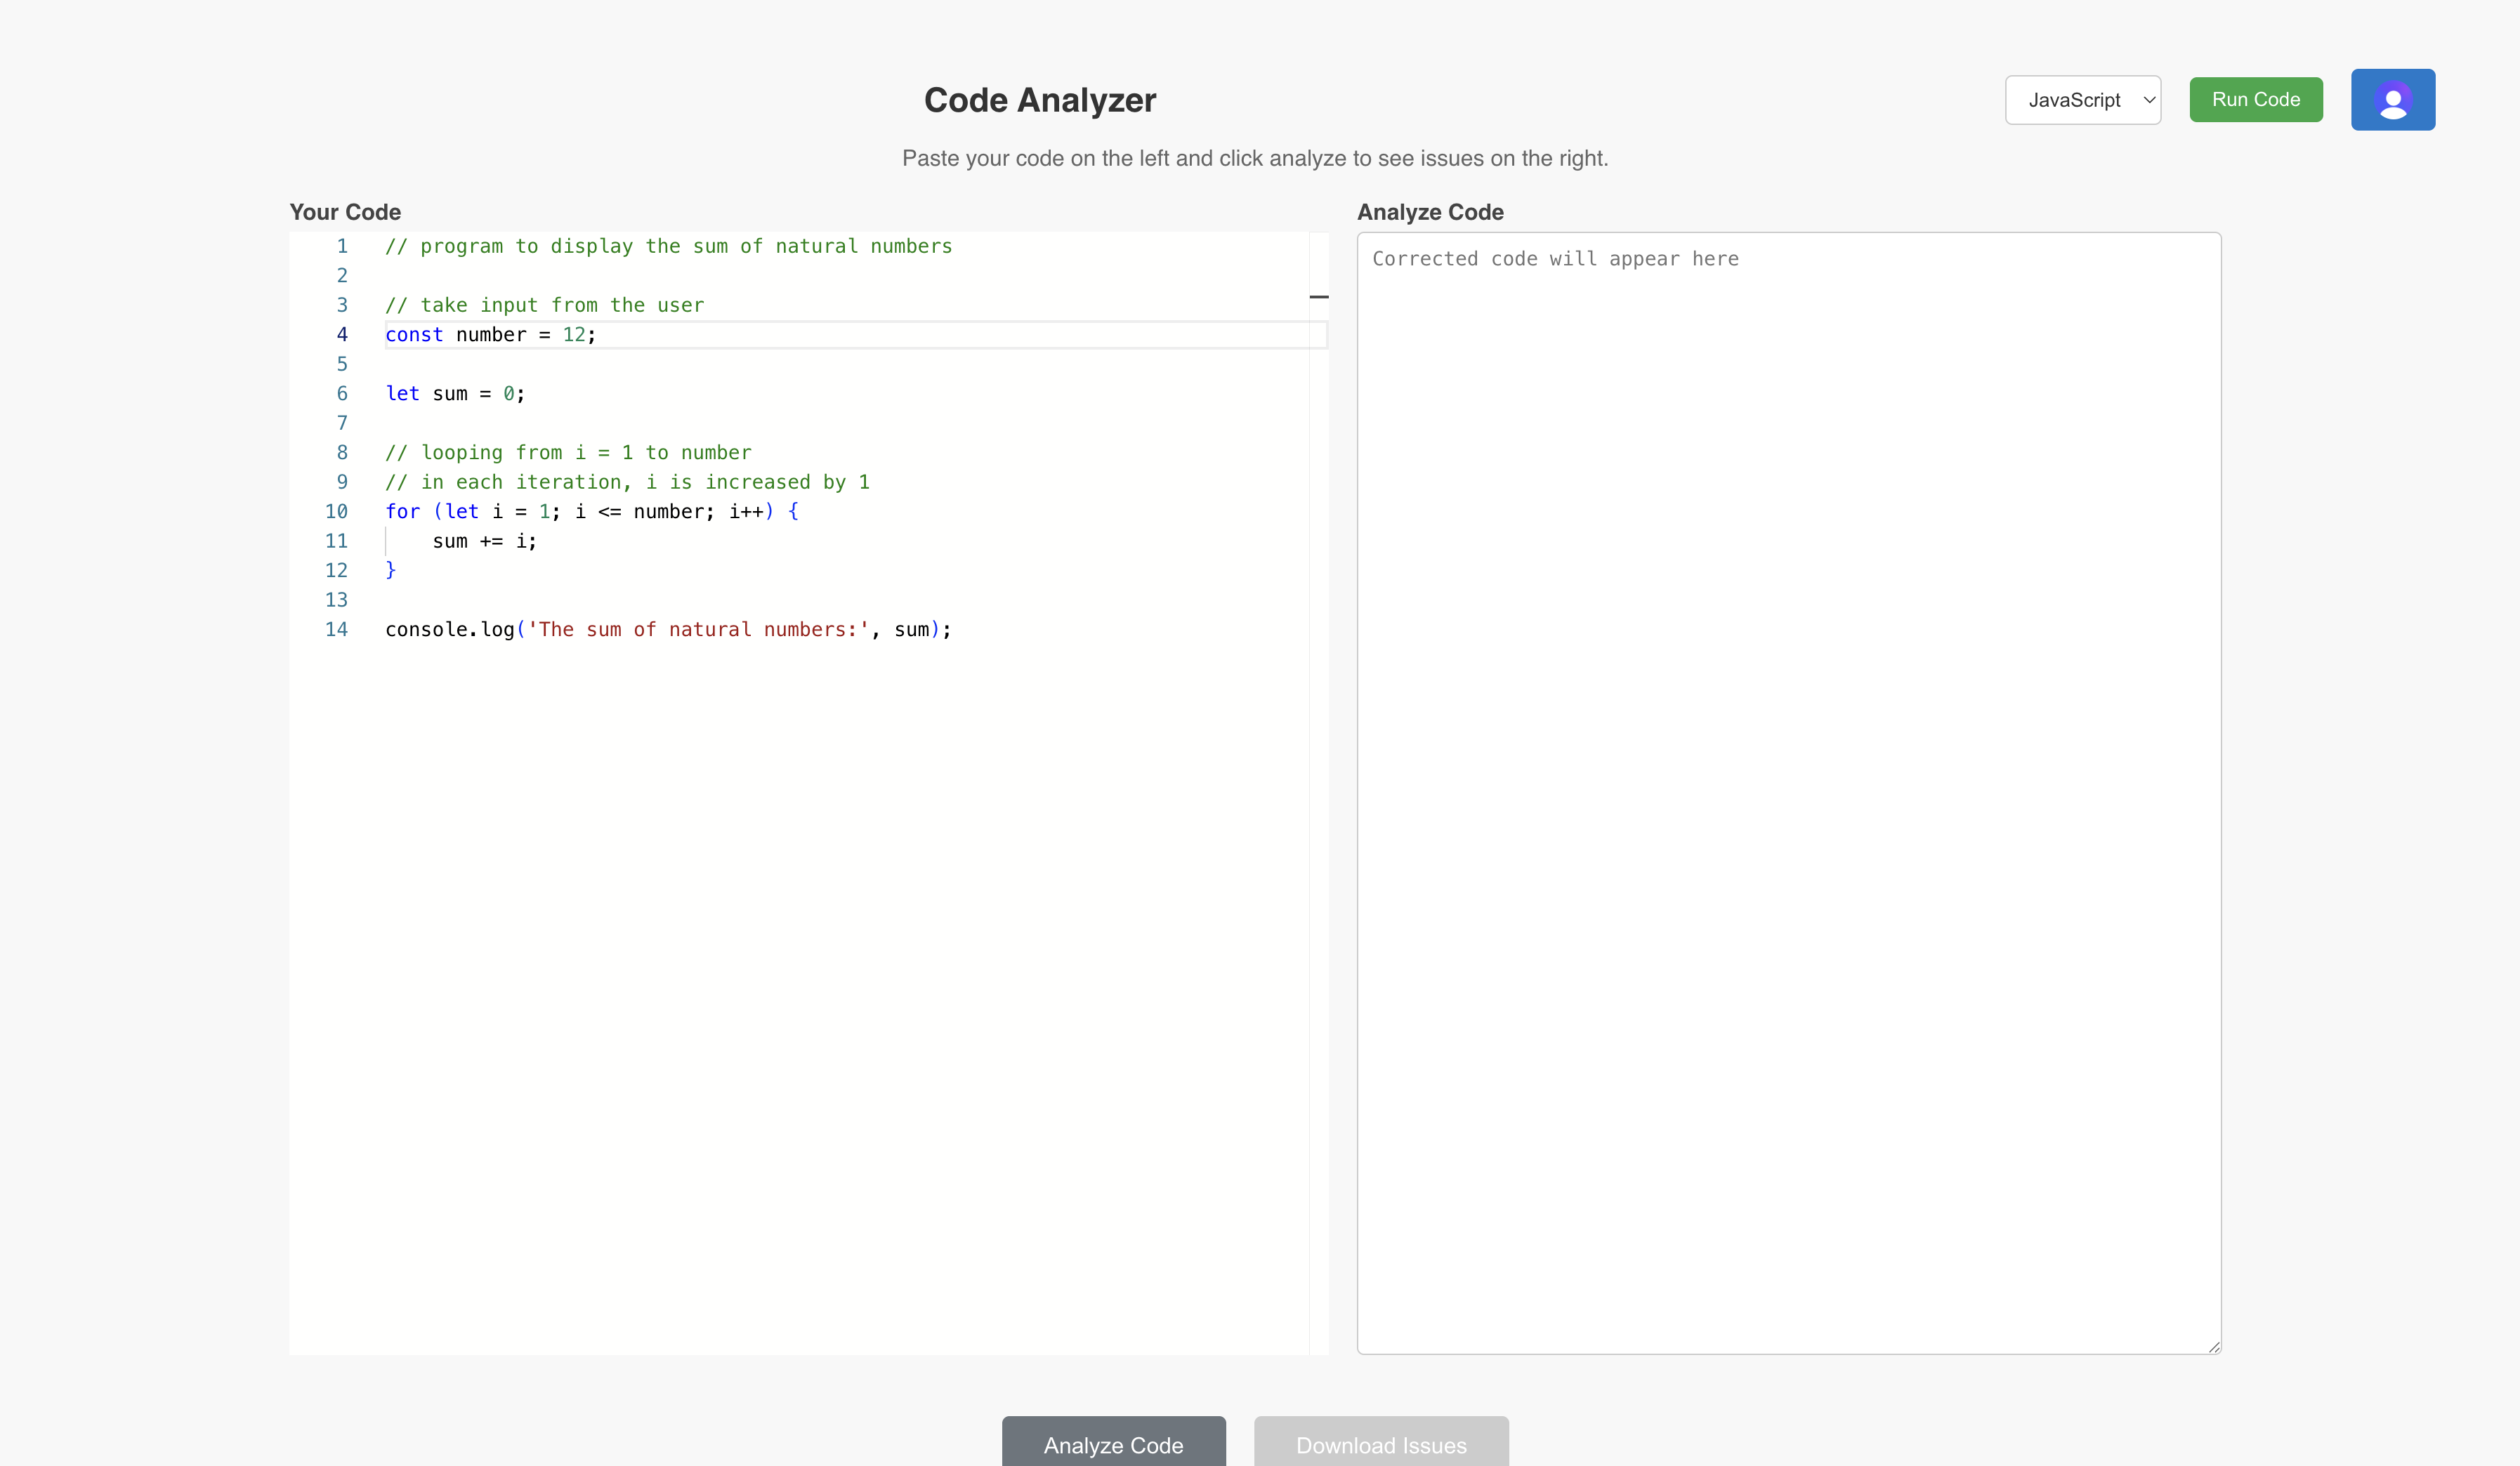 Code Analyzer
JavaScript
Run Code
Paste your code on the left and click analyze to see issues on the right.
Your Code
1 // program to display the sum of natural numbers
2
3 // take input from the user
4 const number = 12;
5
6 let sum = 0;
7
8 // looping from i = 1 to number
9 // in each iteration, i is increased by 1
10 for (let i = 1; i <= number; i++) {
11     sum += i;
12 }
13
14 console.log('The sum of natural numbers:', sum);
Analyze Code
Corrected code will appear here
Analyze Code
Download Issues